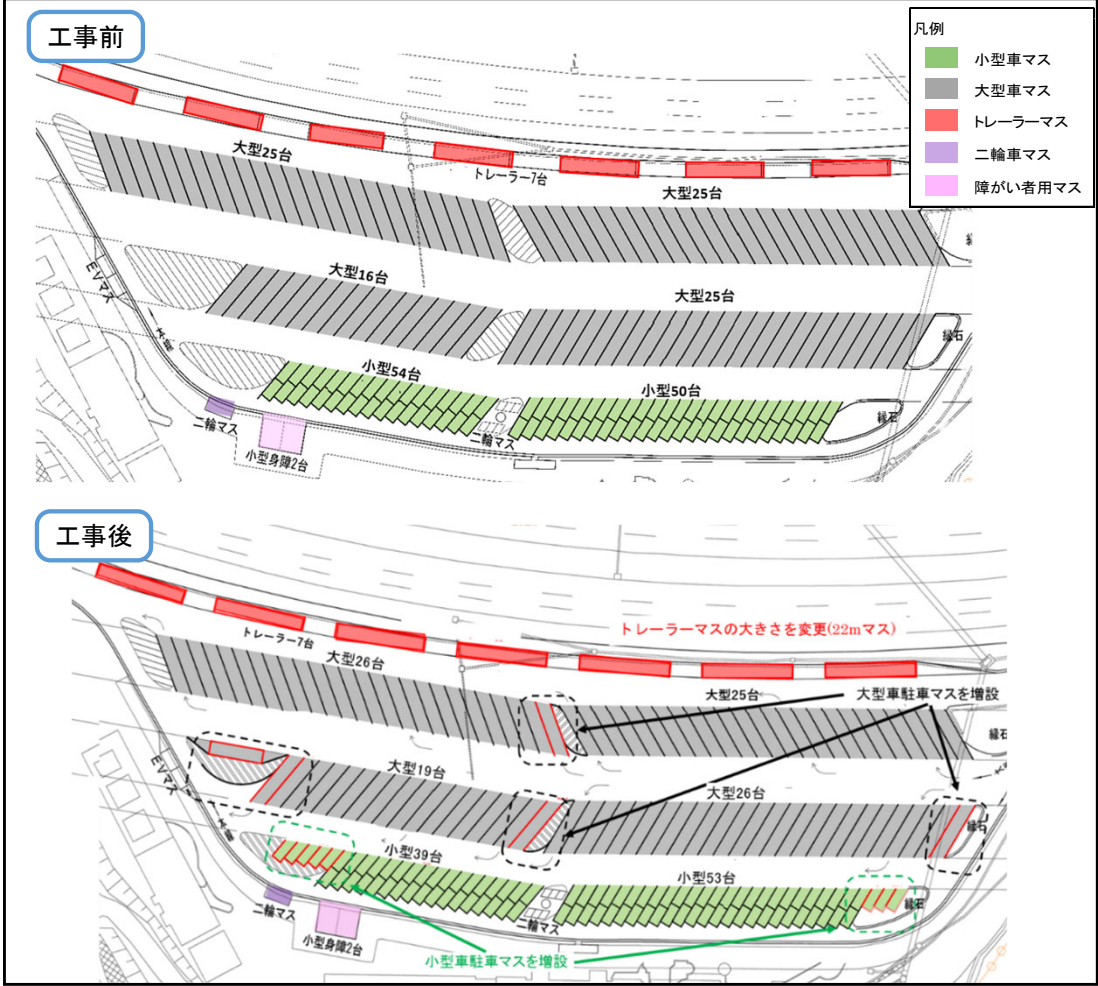 工事前
凡例
小型車マス
大型車マス
トレーラーマス
二輪車マス
障がい者用マス
大型25台
トレーラー7台
大型25台
大型16台
大型25台
EVマス
縁石
小型54台
小型50台
縁石
二輪マス
二輪マス
小型身障2台
工事後
トレーラーマスの大きさを変更(22mマス)
トレーラー7台
大型26台
大型25台
大型車駐車マスを増設
縁石
EVマス
大型19台
大型26台
縁石
小型39台
小型53台
縁石
二輪マス
二輪マス
小型身障2台
小型車駐車マスを増設